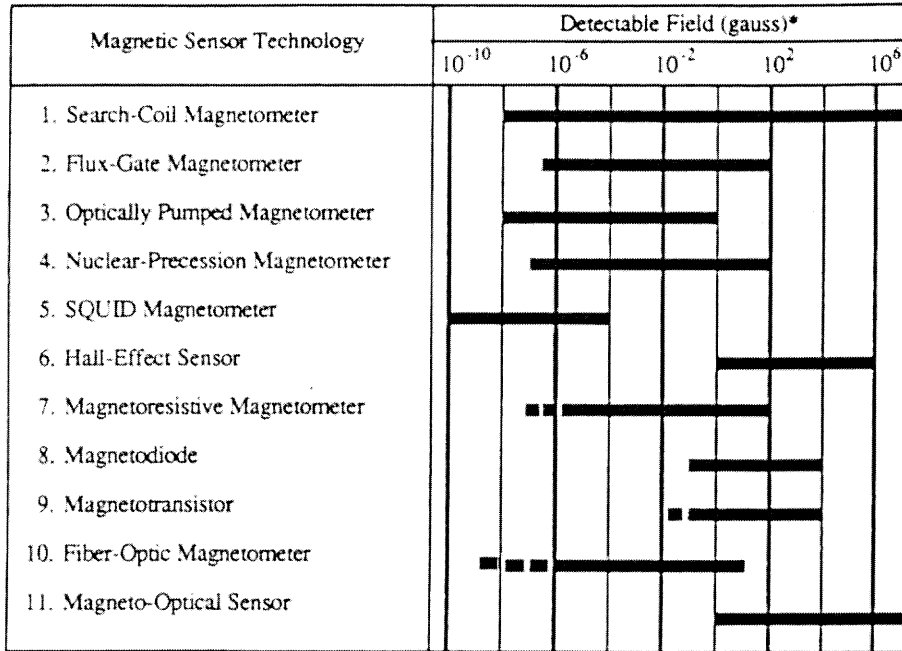 Magnetic Sensor Technology
Detectable Field (gauss)*
10^-10 10^-6 10^-2 10^2 10^6
1. Search-Coil Magnetometer
2. Flux-Gate Magnetometer
3. Optically Pumped Magnetometer
4. Nuclear-Precession Magnetometer
5. SQUID Magnetometer
6. Hall-Effect Sensor
7. Magnetoresistive Magnetometer
8. Magnetodiode
9. Magnetotransistor
10. Fiber-Optic Magnetometer
11. Magneto-Optical Sensor